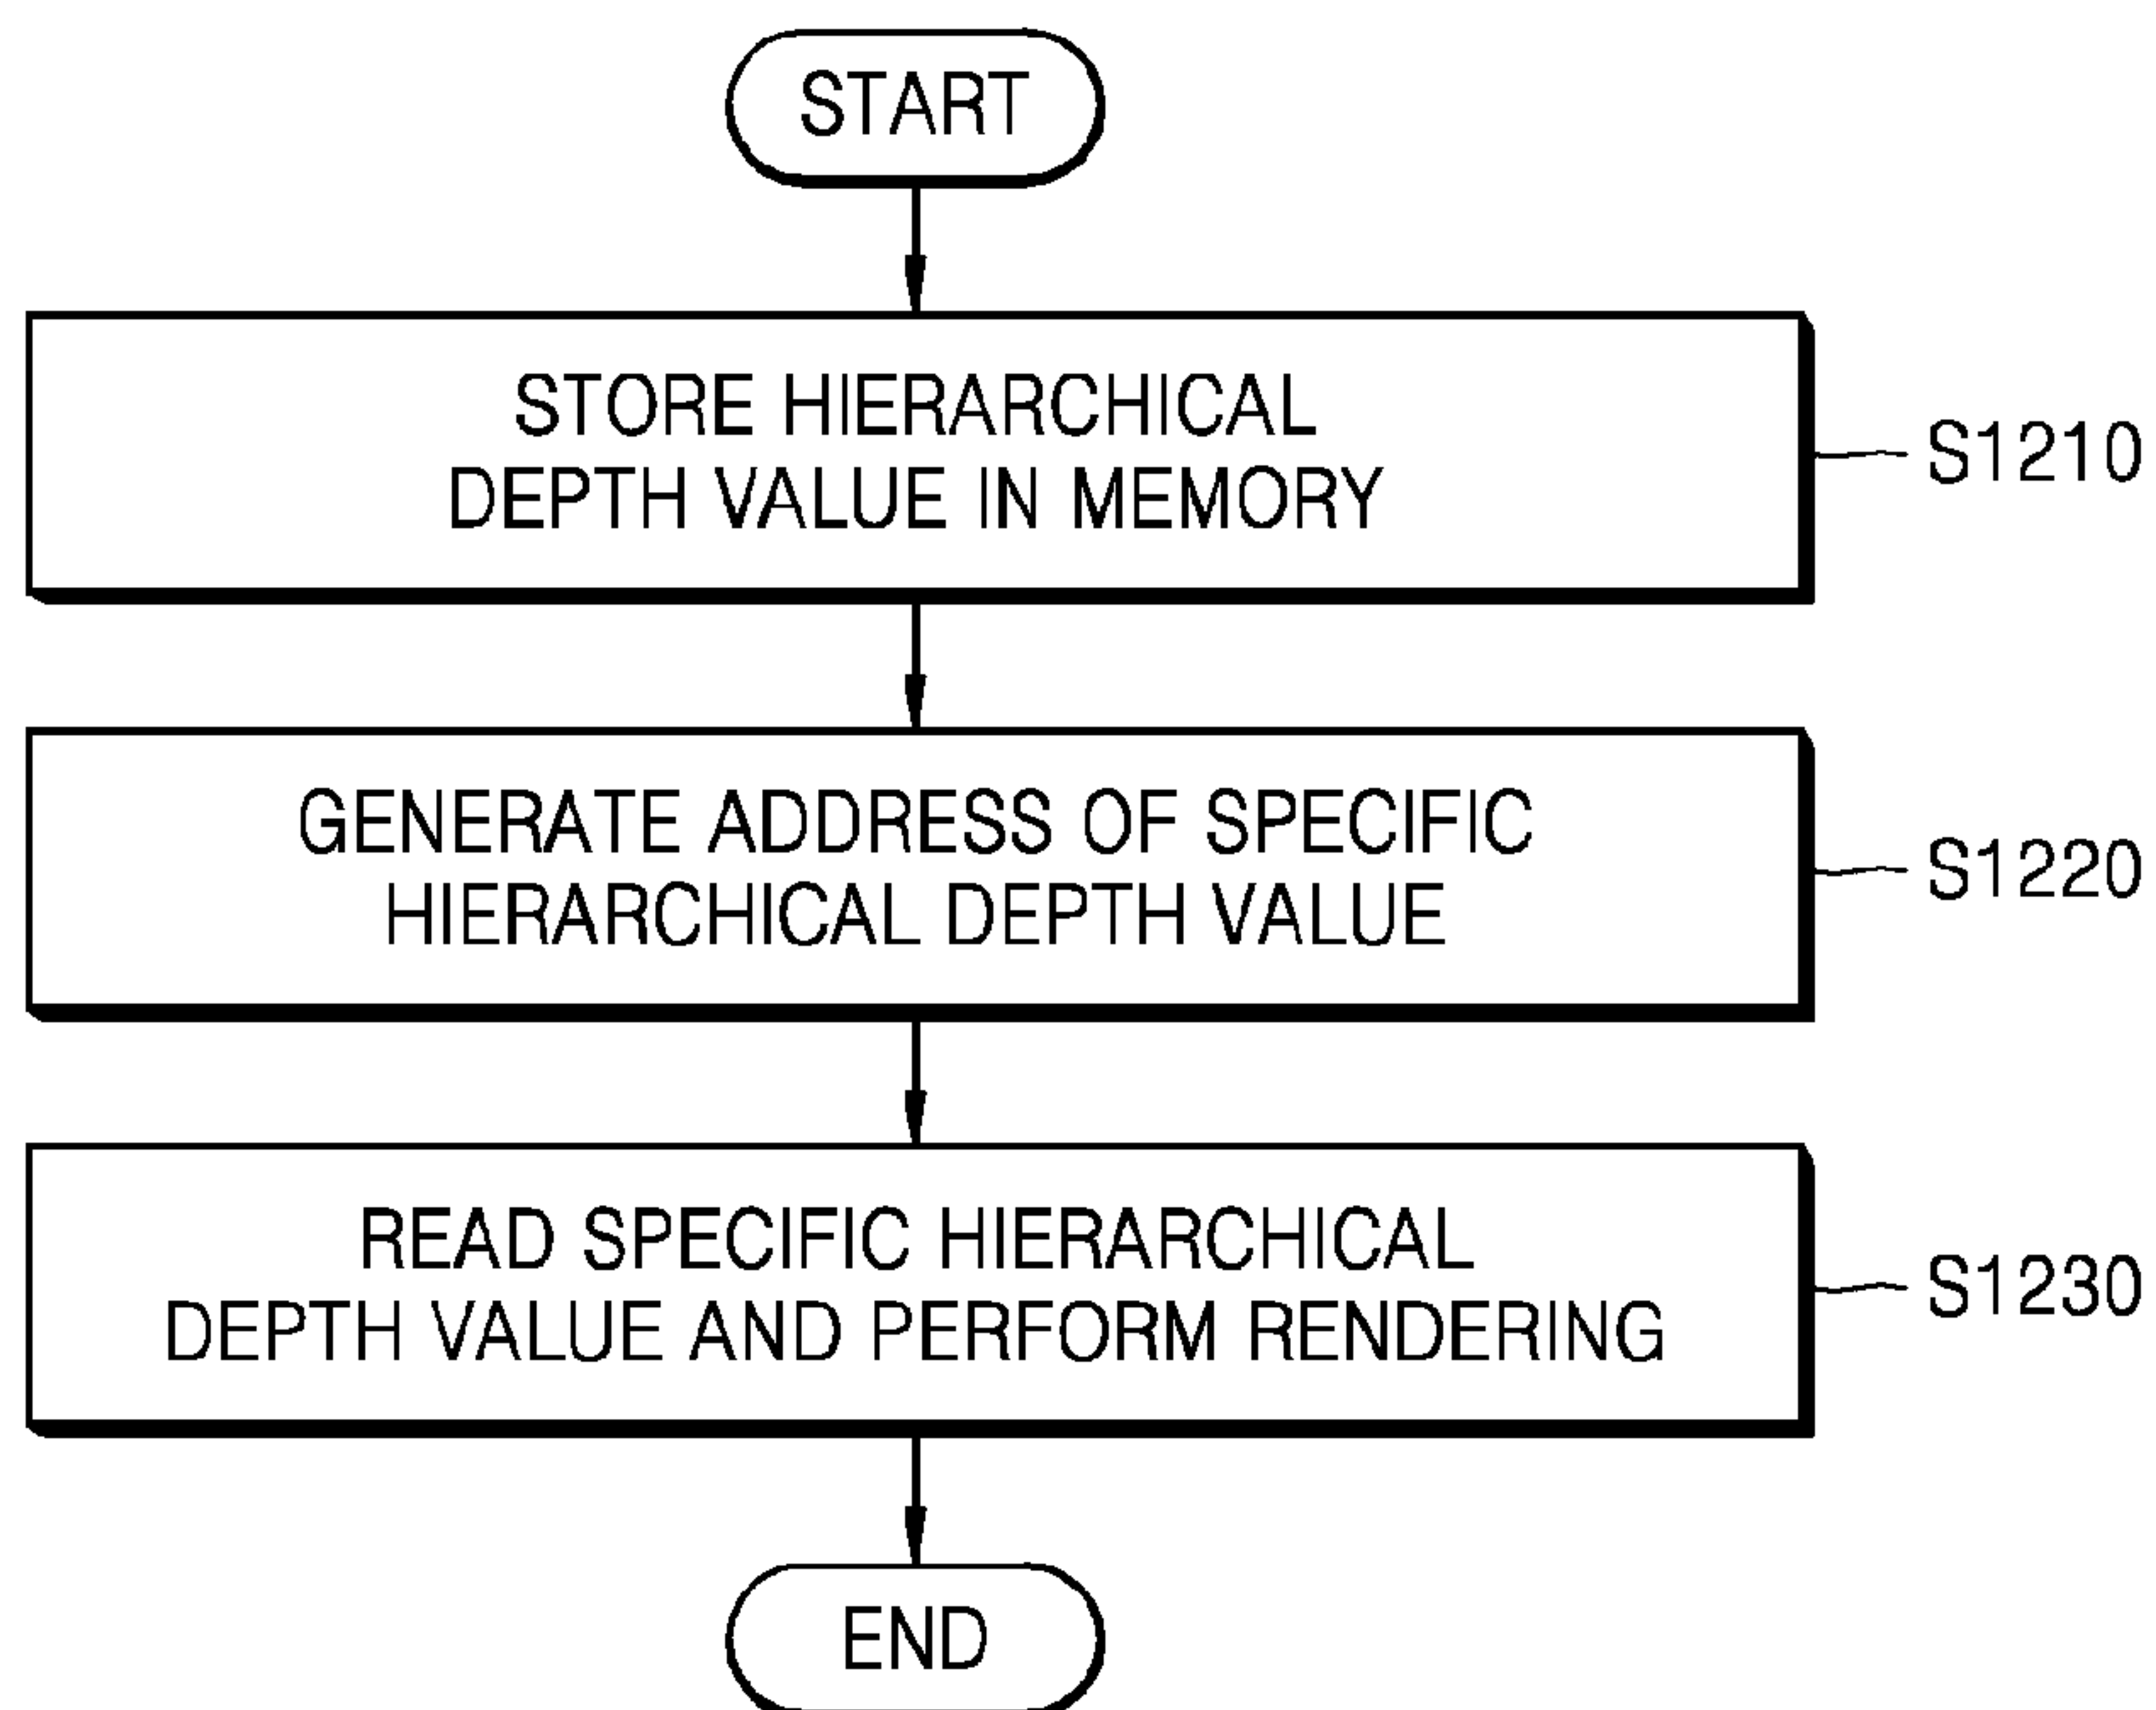 START
STORE HIERARCHICAL
DEPTH VALUE IN MEMORY
S1210
GENERATE ADDRESS OF SPECIFIC
HIERARCHICAL DEPTH VALUE
S1220
READ SPECIFIC HIERARCHICAL
DEPTH VALUE AND PERFORM RENDERING
S1230
END